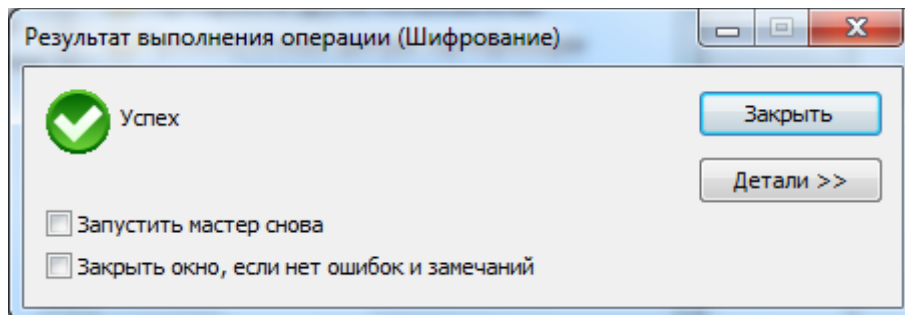 Результат выполнения операции (Шифрование)
Успех
Закрыть
Детали >>
Запустить мастер снова
Закрыть окно, если нет ошибок и замечаний